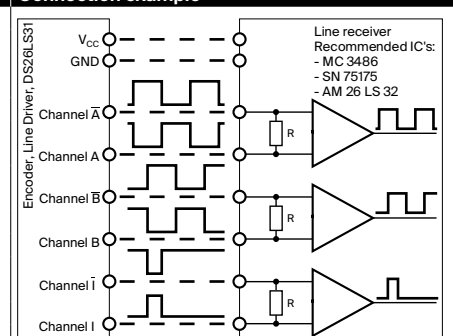 Connection example
Encoder, Line Driver, DS26LS31
V_CC
GND
Channel A̅
Channel A
Channel B̅
Channel B
Channel I̅
Channel I
Line receiver
Recommended IC's:
- MC 3486
- SN 75175
- AM 26 LS 32
R
R
R